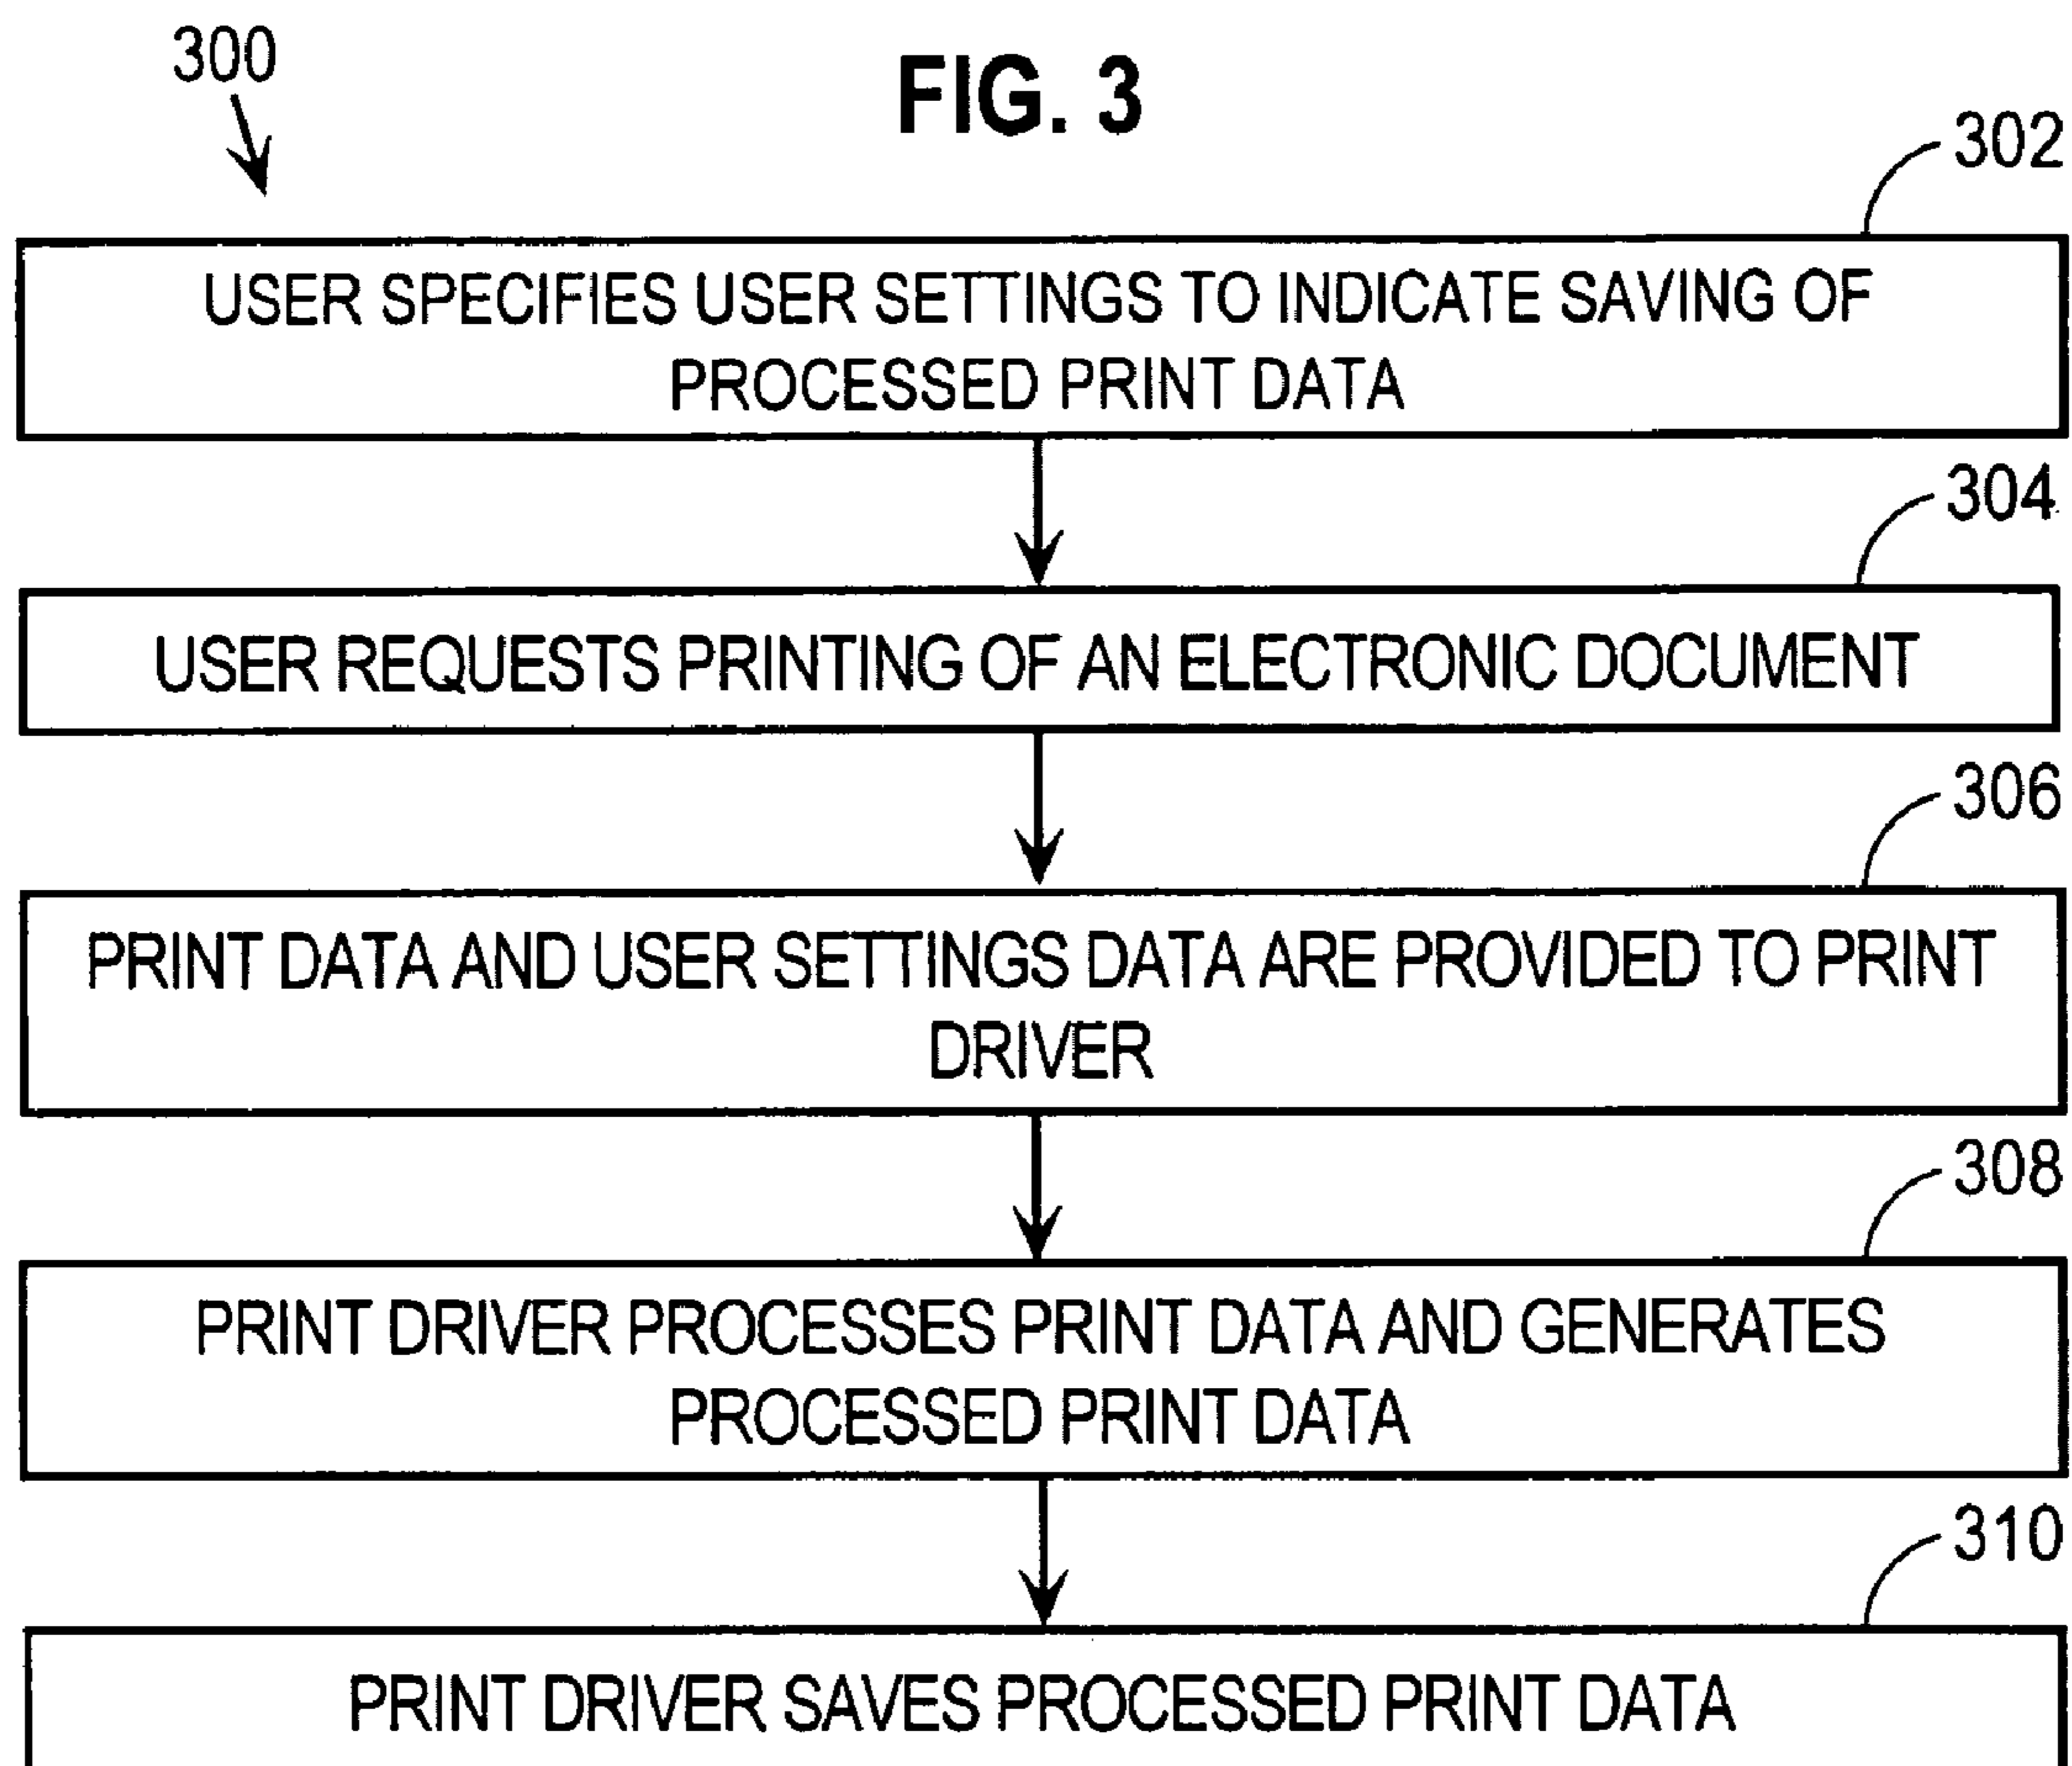 300
FIG. 3
302
USER SPECIFIES USER SETTINGS TO INDICATE SAVING OF
PROCESSED PRINT DATA
304
USER REQUESTS PRINTING OF AN ELECTRONIC DOCUMENT
306
PRINT DATA AND USER SETTINGS DATA ARE PROVIDED TO PRINT
DRIVER
308
PRINT DRIVER PROCESSES PRINT DATA AND GENERATES
PROCESSED PRINT DATA
310
PRINT DRIVER SAVES PROCESSED PRINT DATA